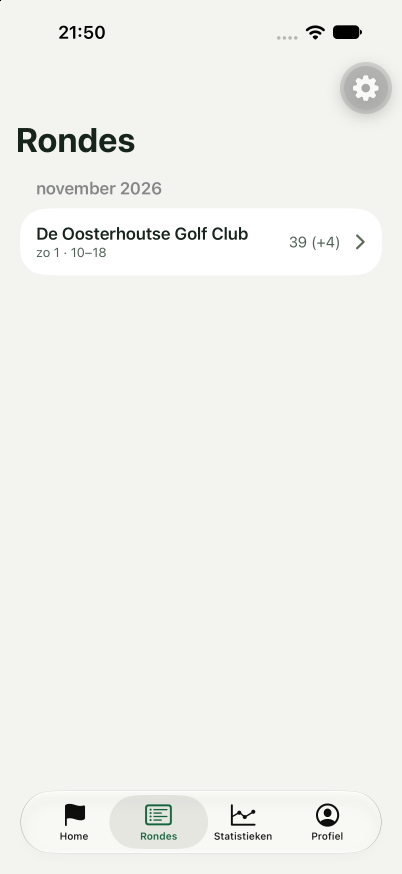 21:50
Rondes
november 2026
De Oosterhoutse Golf Club
39 (+4)
zo 1 · 10–18
Home
Rondes
Statistieken
Profiel